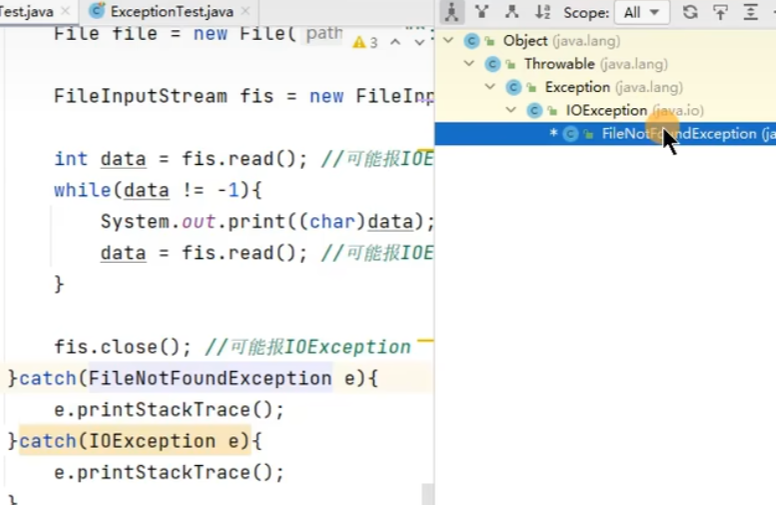 Test.java × ExceptionTest.java ×
Scope: All
File file = new File( path
3
FileInputStream fis = new FileInp
int data = fis.read(); //可能报IOE
while(data != -1){
System.out.print((char)data);
data = fis.read(); //可能报IOE
}
fis.close(); //可能报IOException
}catch(FileNotFoundException e){
e.printStackTrace();
}catch(IOException e){
e.printStackTrace();
}
Object (java.lang)
Throwable (java.lang)
Exception (java.lang)
IOException (java.io)
* FileNotFoundException (ja